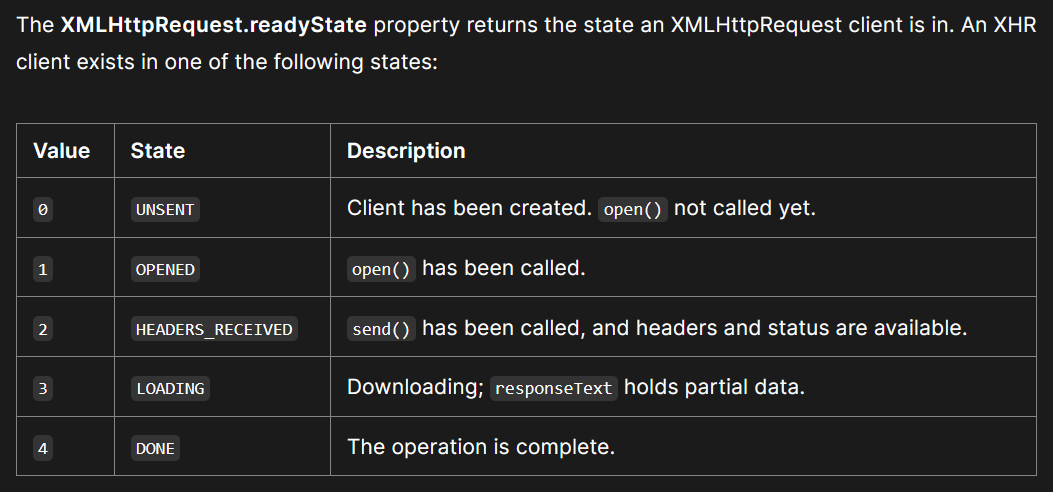 The XMLHttpRequest.readyState property returns the state an XMLHttpRequest client is in. An XHR
client exists in one of the following states:
Value State Description
0 UNSENT Client has been created. open() not called yet.
1 OPENED open() has been called.
2 HEADERS_RECEIVED send() has been called, and headers and status are available.
3 LOADING Downloading; responseText holds partial data.
4 DONE The operation is complete.